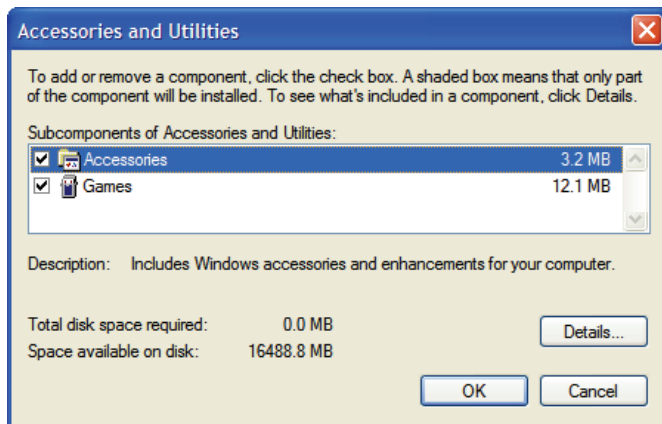 Accessories and Utilities
To add or remove a component, click the check box. A shaded box means that only part
of the component will be installed. To see what's included in a component, click Details.
Subcomponents of Accessories and Utilities:
Accessories 3.2 MB
Games 12.1 MB
Description: Includes Windows accessories and enhancements for your computer.
Total disk space required: 0.0 MB
Space available on disk: 16488.8 MB
Details...
OK Cancel